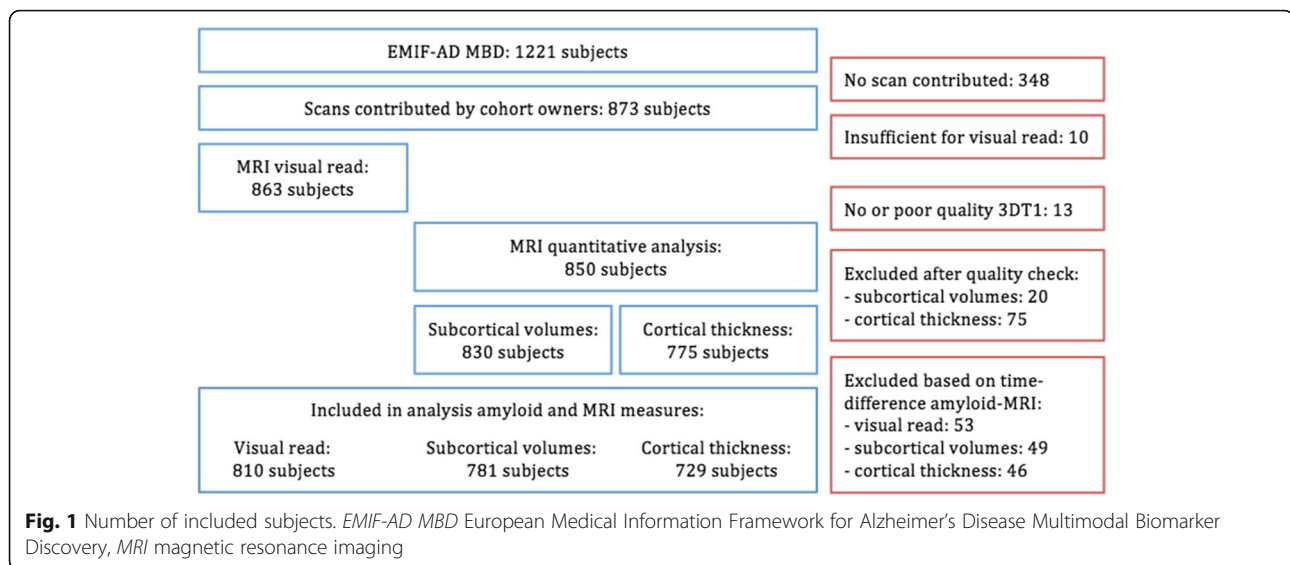 EMIF-AD MBD: 1221 subjects
No scan contributed: 348
Scans contributed by cohort owners: 873 subjects
Insufficient for visual read: 10
MRI visual read:
863 subjects
No or poor quality 3DT1: 13
MRI quantitative analysis:
850 subjects
Excluded after quality check:
- subcortical volumes: 20
- cortical thickness: 75
Subcortical volumes:
830 subjects
Cortical thickness:
775 subjects
Excluded based on time-
difference amyloid-MRI:
- visual read: 53
- subcortical volumes: 49
- cortical thickness: 46
Included in analysis amyloid and MRI measures:
Visual read:
810 subjects
Subcortical volumes:
781 subjects
Cortical thickness:
729 subjects
Fig. 1 Number of included subjects. EMIF-AD MBD European Medical Information Framework for Alzheimer's Disease Multimodal Biomarker
Discovery, MRI magnetic resonance imaging